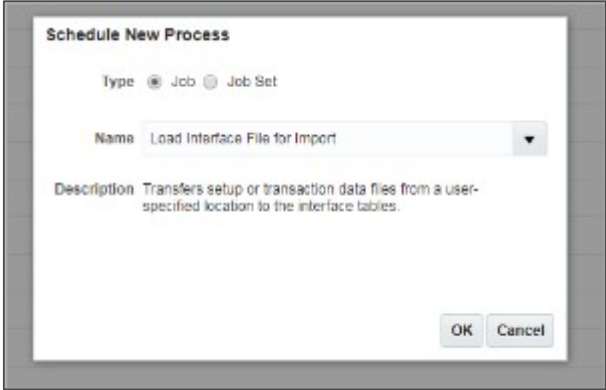 Schedule New Process
Type Job Job Set
Name Load Interface File for Import
Description Transfers setup or transaction data files from a user-
specified location to the interface tables.
OK Cancel